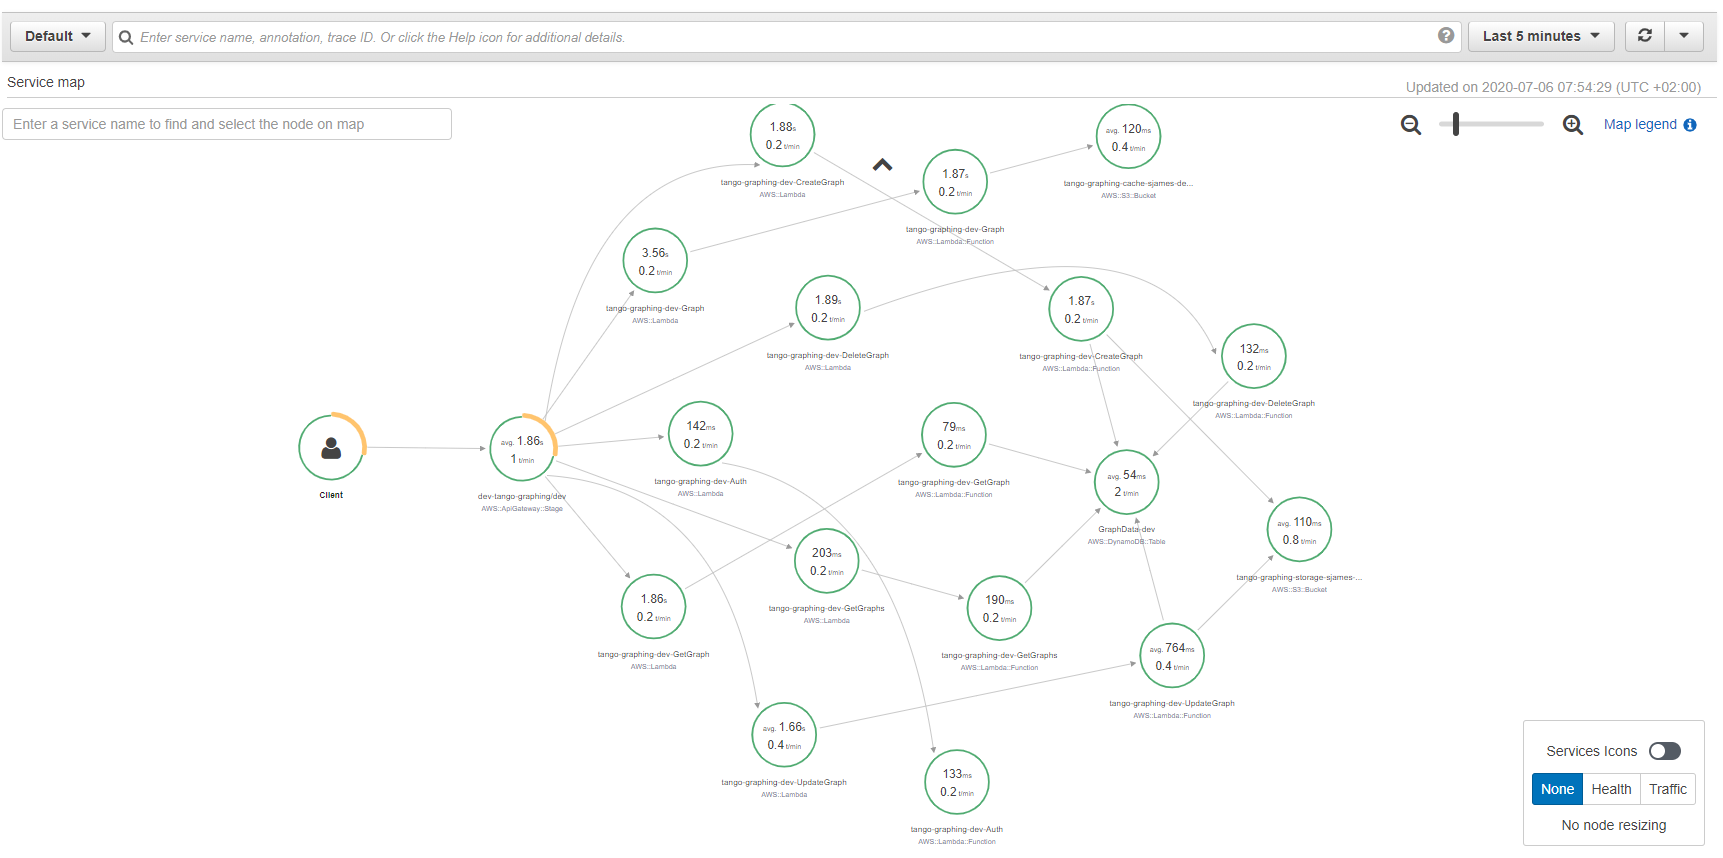 Default
Enter service name, annotation, trace ID. Or click the Help icon for additional details.
?
Last 5 minutes
Service map
Updated on 2020-07-06 07:54:29 (UTC +02:00)
Enter a service name to find and select the node on map
Map legend
1.88s
0.2 t/min
tango-graphing-dev-CreateGraph
AWS::Lambda
avg. 120ms
0.4 t/min
tango-graphing-cache-sjames-de...
AWS::S3::Bucket
1.87s
0.2 t/min
tango-graphing-dev-Graph
AWS::Lambda::Function
3.56s
0.2 t/min
tango-graphing-dev-Graph
AWS::Lambda
1.89s
0.2 t/min
tango-graphing-dev-DeleteGraph
AWS::Lambda
1.87s
0.2 t/min
tango-graphing-dev-CreateGraph
AWS::Lambda::Function
132ms
0.2 t/min
tango-graphing-dev-DeleteGraph
AWS::Lambda::Function
Client
avg. 1.86s
1 t/min
dev-tango-graphing/dev
AWS::ApiGateway::Stage
142ms
0.2 t/min
tango-graphing-dev-Auth
AWS::Lambda
79ms
0.2 t/min
tango-graphing-dev-GetGraph
AWS::Lambda::Function
avg. 54ms
2 t/min
GraphData-dev
AWS::DynamoDB::Table
avg. 110ms
0.8 t/min
tango-graphing-storage-sjames-...
AWS::S3::Bucket
203ms
0.2 t/min
tango-graphing-dev-GetGraphs
AWS::Lambda
1.86s
0.2 t/min
tango-graphing-dev-GetGraph
AWS::Lambda
190ms
0.2 t/min
tango-graphing-dev-GetGraphs
AWS::Lambda::Function
avg. 764ms
0.4 t/min
tango-graphing-dev-UpdateGraph
AWS::Lambda::Function
avg. 1.66s
0.4 t/min
tango-graphing-dev-UpdateGraph
AWS::Lambda
133ms
0.2 t/min
tango-graphing-dev-Auth
AWS::Lambda::Function
Services Icons
None Health Traffic
No node resizing